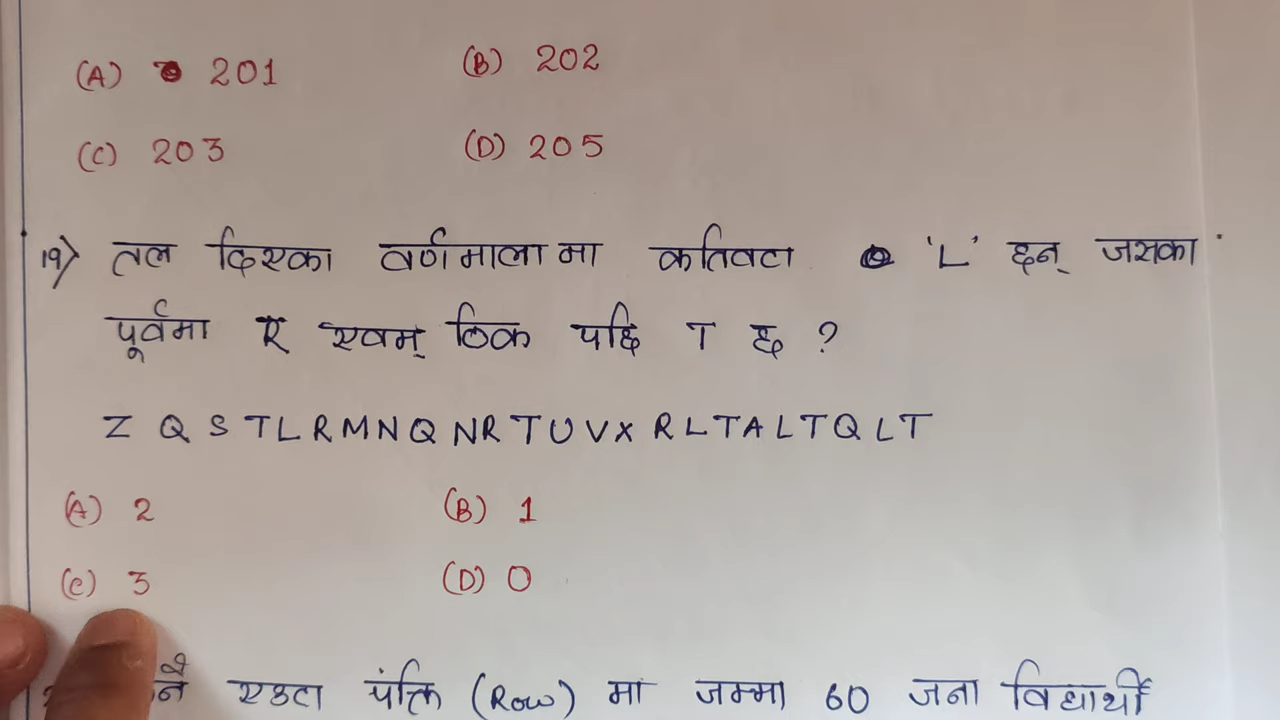 (A) 201 (B) 202
(C) 203 (D) 205
19) तल दिएका वर्णमालामा कतिवटा 'L' छन् जसका
पूर्वमा R एवम् ठिक पछि T छ ?
Z Q S T L R M N Q N R T U V X R L T A L T Q L T
(A) 2 (B) 1
(C) 3 (D) 0
एउटा पंक्ति (Row) मा जम्मा 60 जना विद्यार्थी